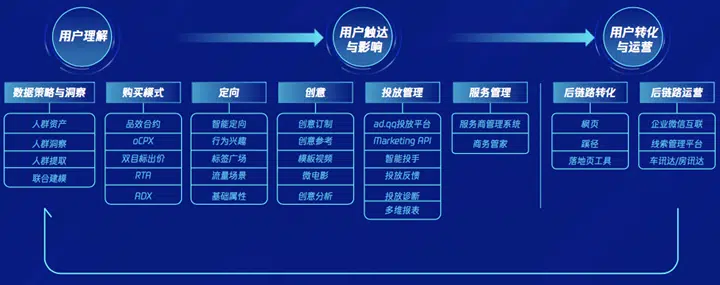 用户理解
用户触达
与影响
用户转化
与运营
数据策略与洞察
人群资产
人群洞察
人群提取
联合建模
购买模式
品效合约
oCPX
双目标出价
RTA
ADX
定向
智能定向
行为兴趣
标签广场
流量场景
基础属性
创意
创意订制
创意参考
模板视频
微电影
创意分析
投放管理
ad.qq投放平台
Marketing API
智能投手
投放反馈
投放诊断
多维报表
服务管理
服务商管理系统
商务管家
后链路转化
枫页
蹊径
落地页工具
后链路运营
企业微信互联
线索管理平台
车讯达/房讯达